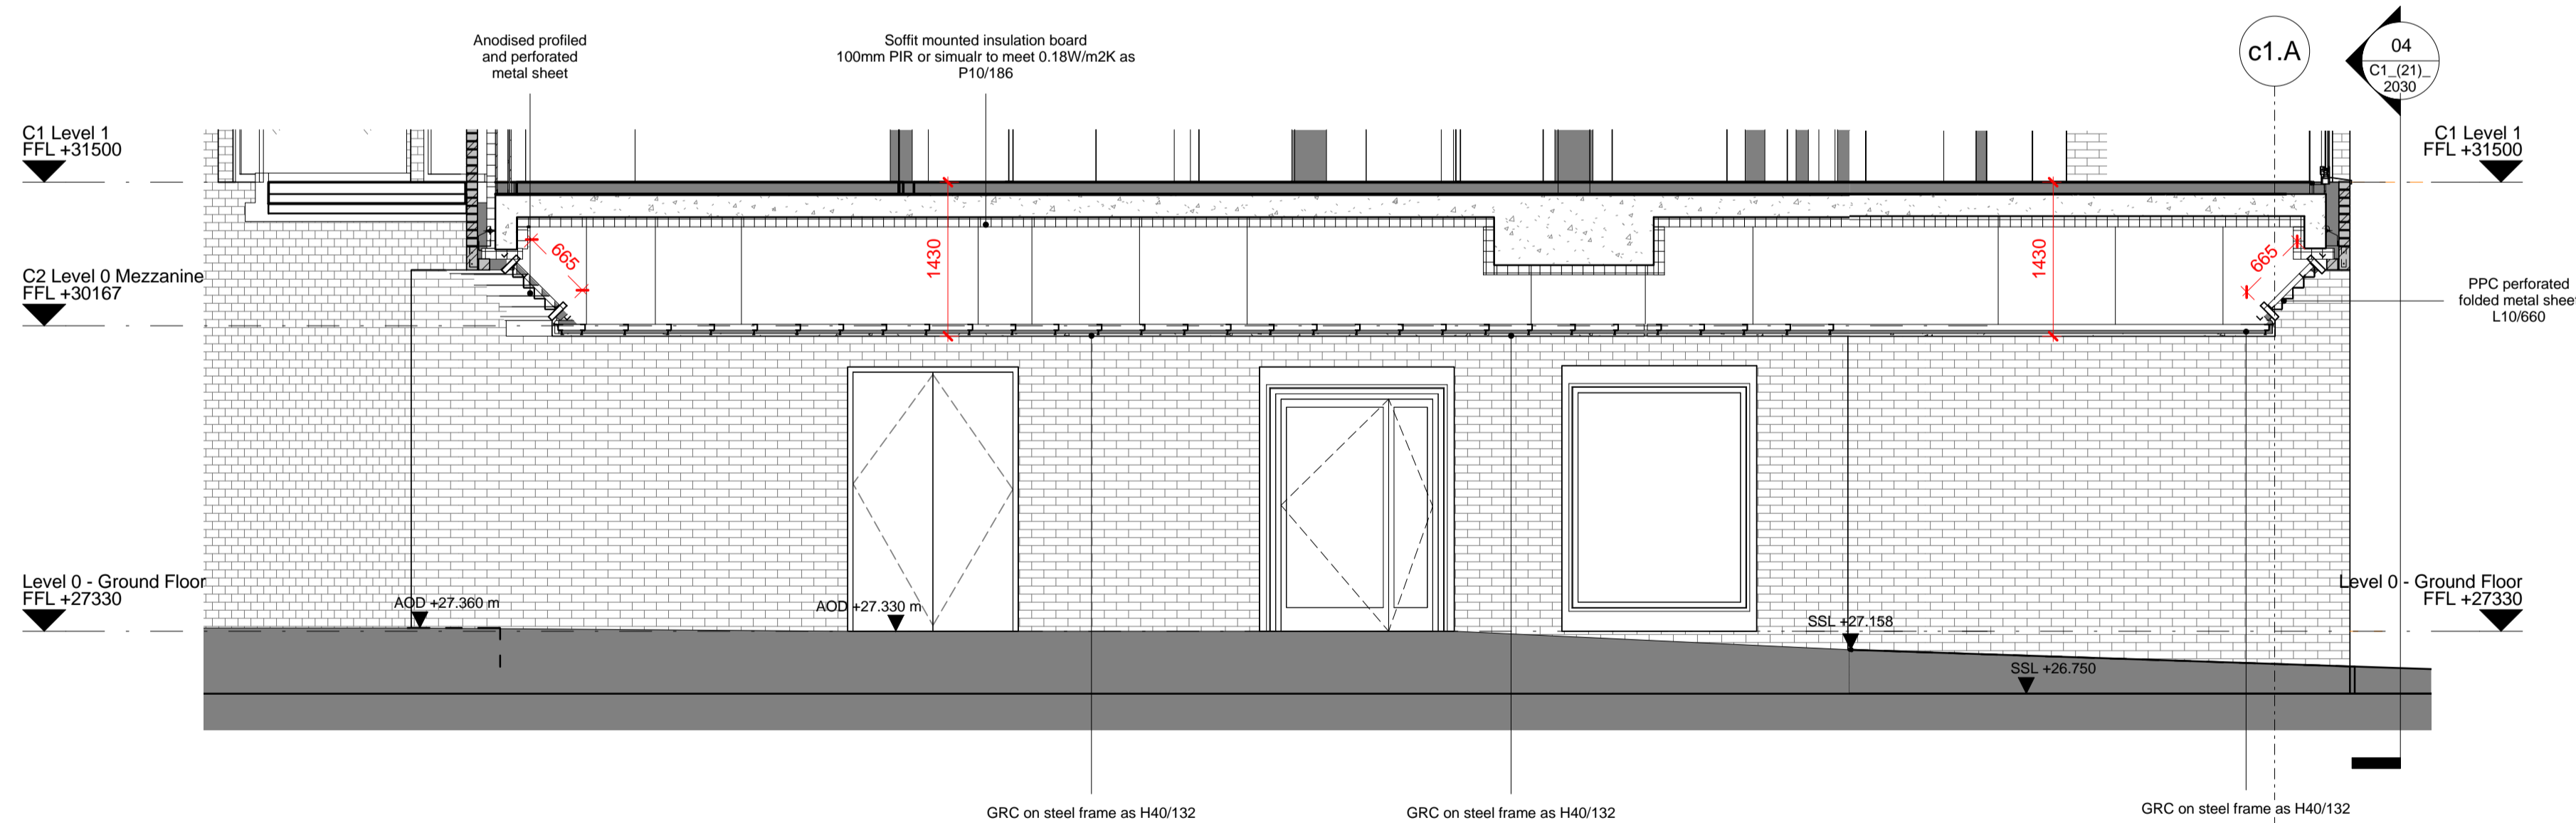 Anodised profiled
and perforated
metal sheet
Soffit mounted insulation board
100mm PIR or simualr to meet 0.18W/m2K as
P10/186
c1.A
04
C1_(21)_
2030
C1 Level 1
FFL +31500
C1 Level 1
FFL +31500
665
1430
1430
665
C2 Level 0 Mezzanine
FFL +30167
PPC perforated
folded metal sheet
L10/660
Level 0 - Ground Floor
FFL +27330
AOD +27.360 m
AOD +27.330 m
SSL +27.158
SSL +26.750
Level 0 - Ground Floor
FFL +27330
GRC on steel frame as H40/132
GRC on steel frame as H40/132
GRC on steel frame as H40/132